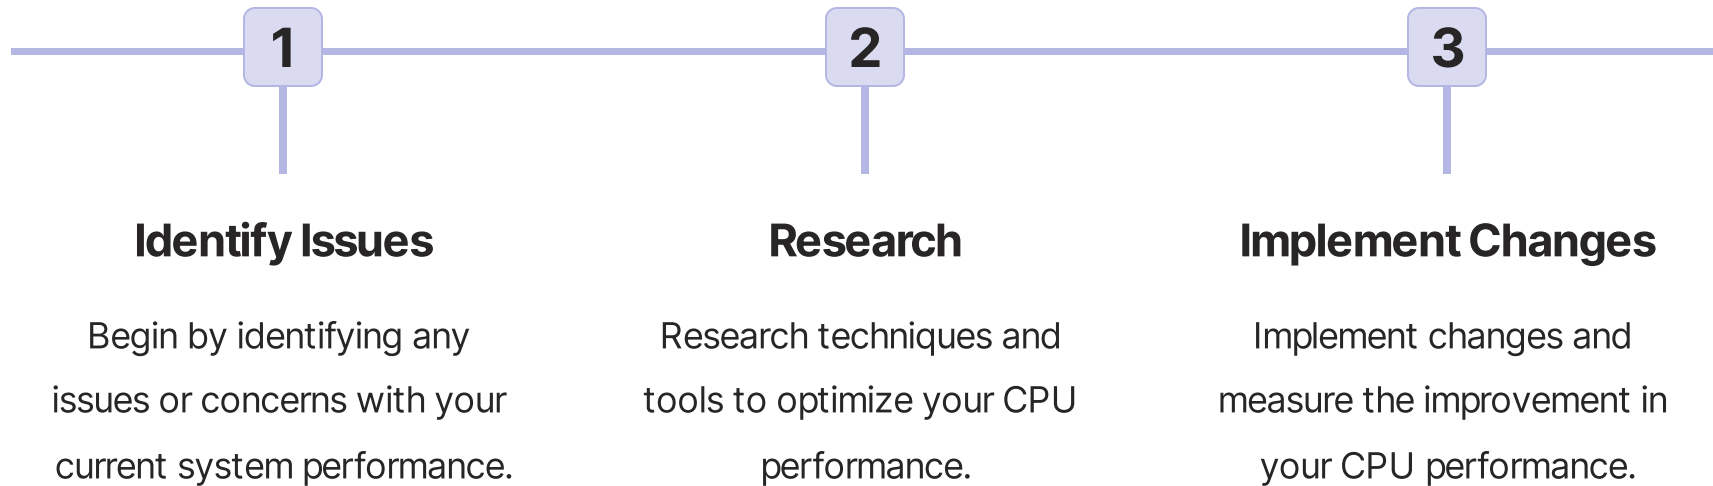 1
2
3
Identify Issues
Begin by identifying any
issues or concerns with your
current system performance.
Research
Research techniques and
tools to optimize your CPU
performance.
Implement Changes
Implement changes and
measure the improvement in
your CPU performance.